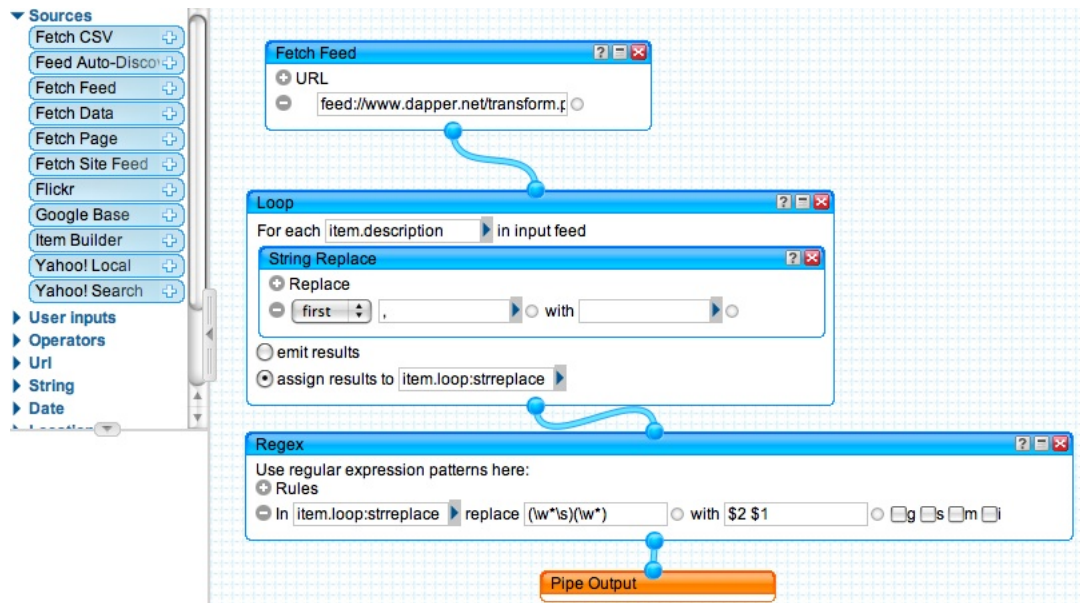 Sources
Fetch CSV
Feed Auto-Disco
Fetch Feed
Fetch Data
Fetch Page
Fetch Site Feed
Flickr
Google Base
Item Builder
Yahoo! Local
Yahoo! Search
User inputs
Operators
Url
String
Date
Fetch Feed
URL
feed://www.dapper.net/transform.p
Loop
For each item.description in input feed
String Replace
Replace
first , with
emit results
assign results to item.loop:strreplace
Regex
Use regular expression patterns here:
Rules
In item.loop:strreplace replace (\w*\s)(\w*) with $2 $1 g s m i
Pipe Output